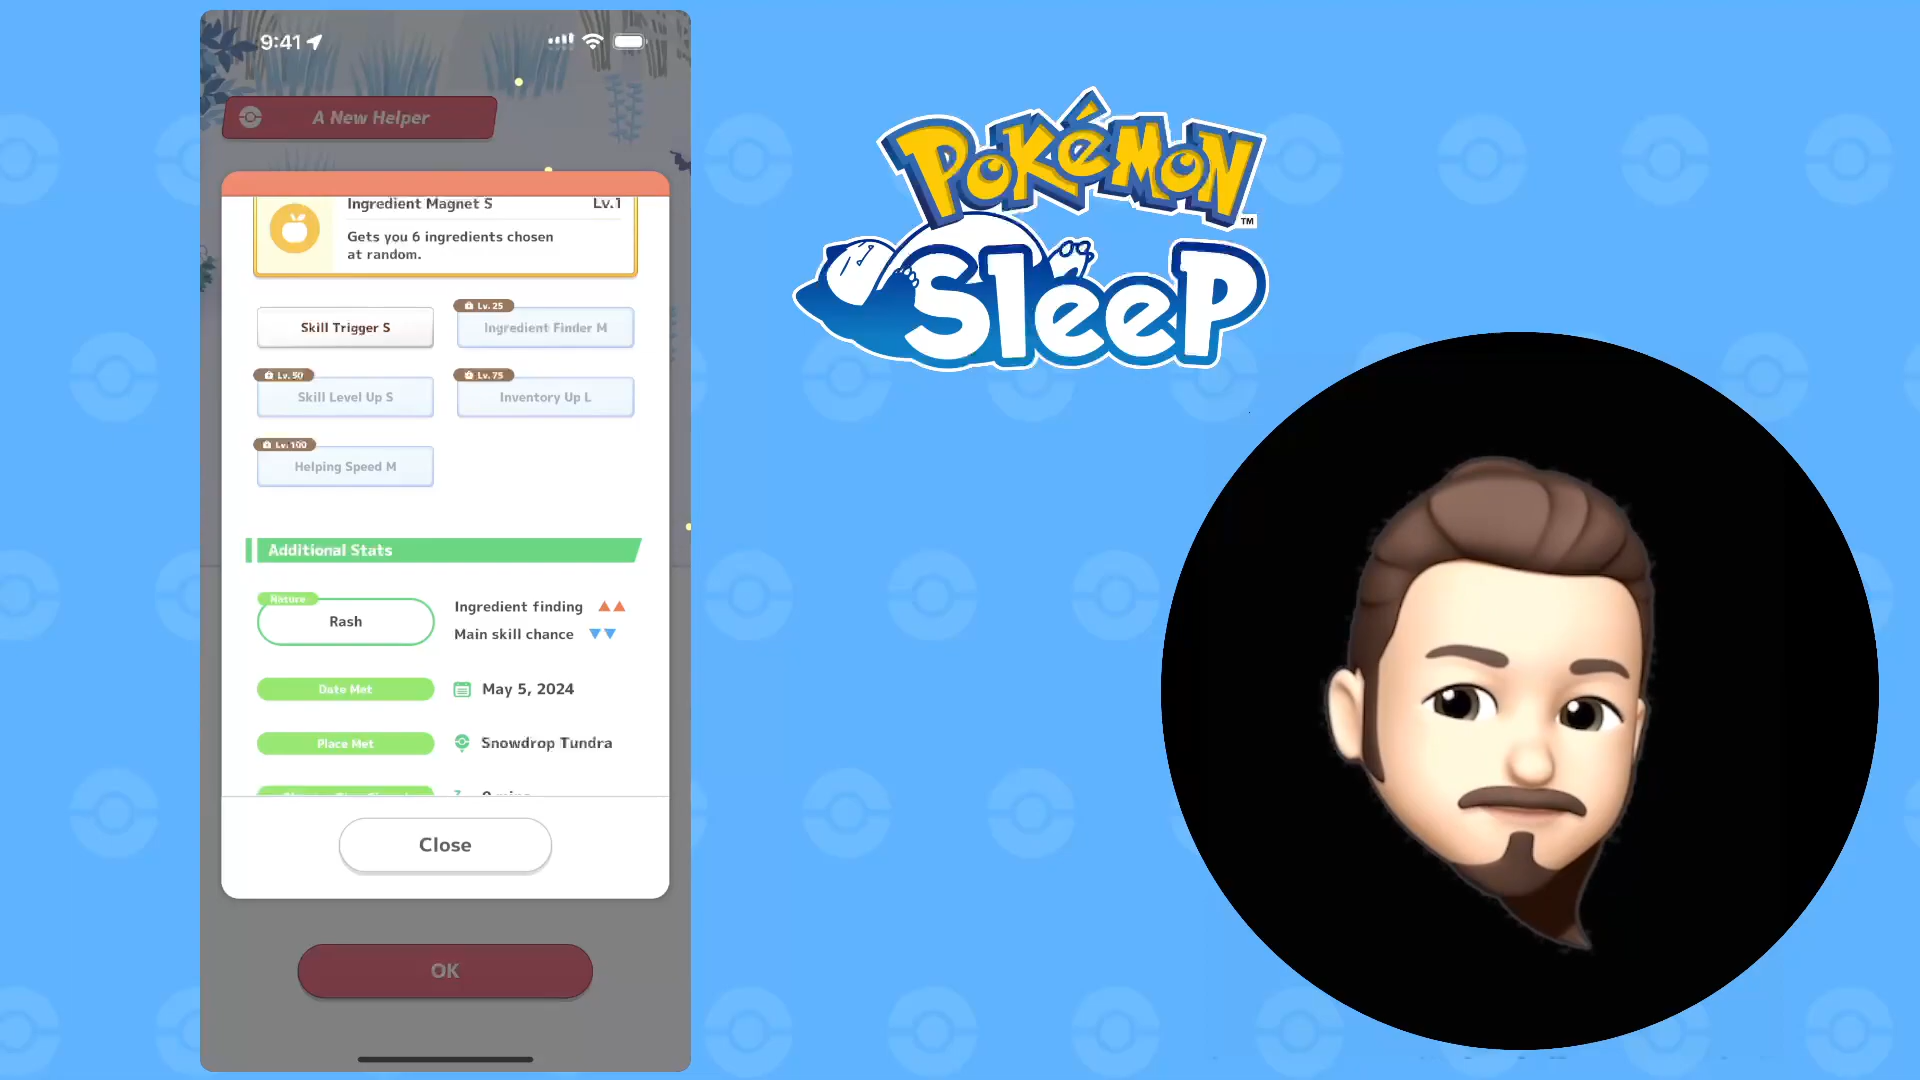 9:41
A New Helper
Ingredient Magnet S Lv.1
Gets you 6 ingredients chosen
at random.
Skill Trigger S
Lv.25
Ingredient Finder M
Lv.50
Skill Level Up S
Lv.75
Inventory Up L
Lv.100
Helping Speed M
Additional Stats
Nature
Rash
Ingredient finding
Main skill chance
Date Met
May 5, 2024
Place Met
Snowdrop Tundra
Close
OK
POKéMON
TM
SleeP